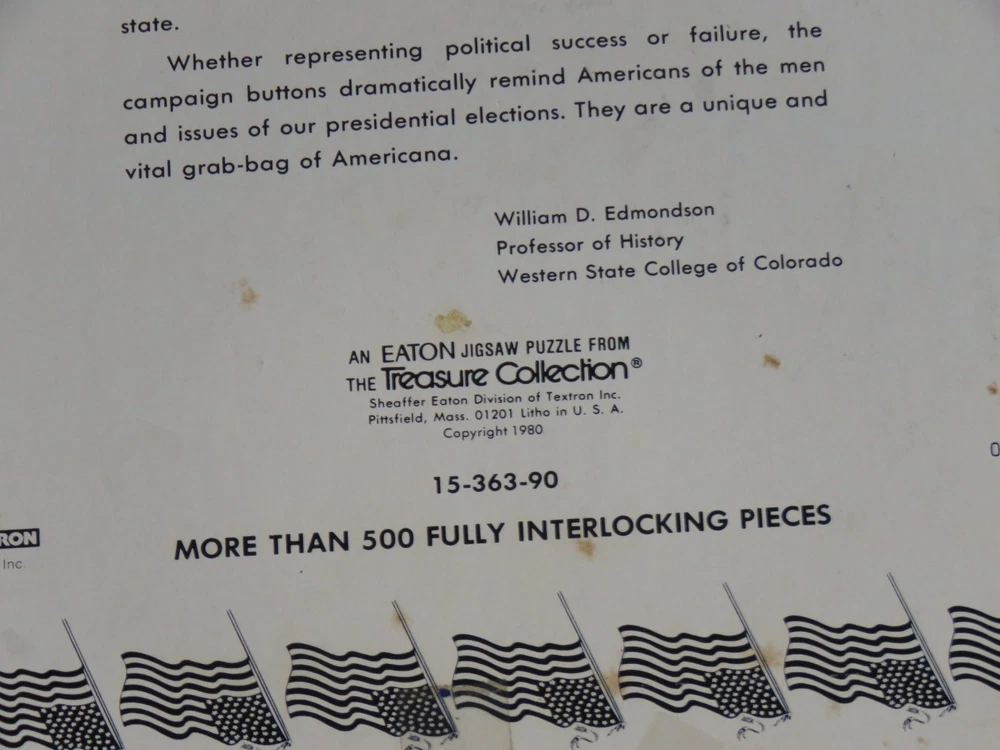 state.
Whether representing political success or failure, the
campaign buttons dramatically remind Americans of the men
and issues of our presidential elections. They are a unique and
vital grab-bag of Americana.
William D. Edmondson
Professor of History
Western State College of Colorado
AN EATON JIGSAW PUZZLE FROM
THE Treasure Collection®
Sheaffer Eaton Division of Textron Inc.
Pittsfield, Mass. 01201 Litho in U. S. A.
Copyright 1980
15-363-90
MORE THAN 500 FULLY INTERLOCKING PIECES
RON
Inc.
0